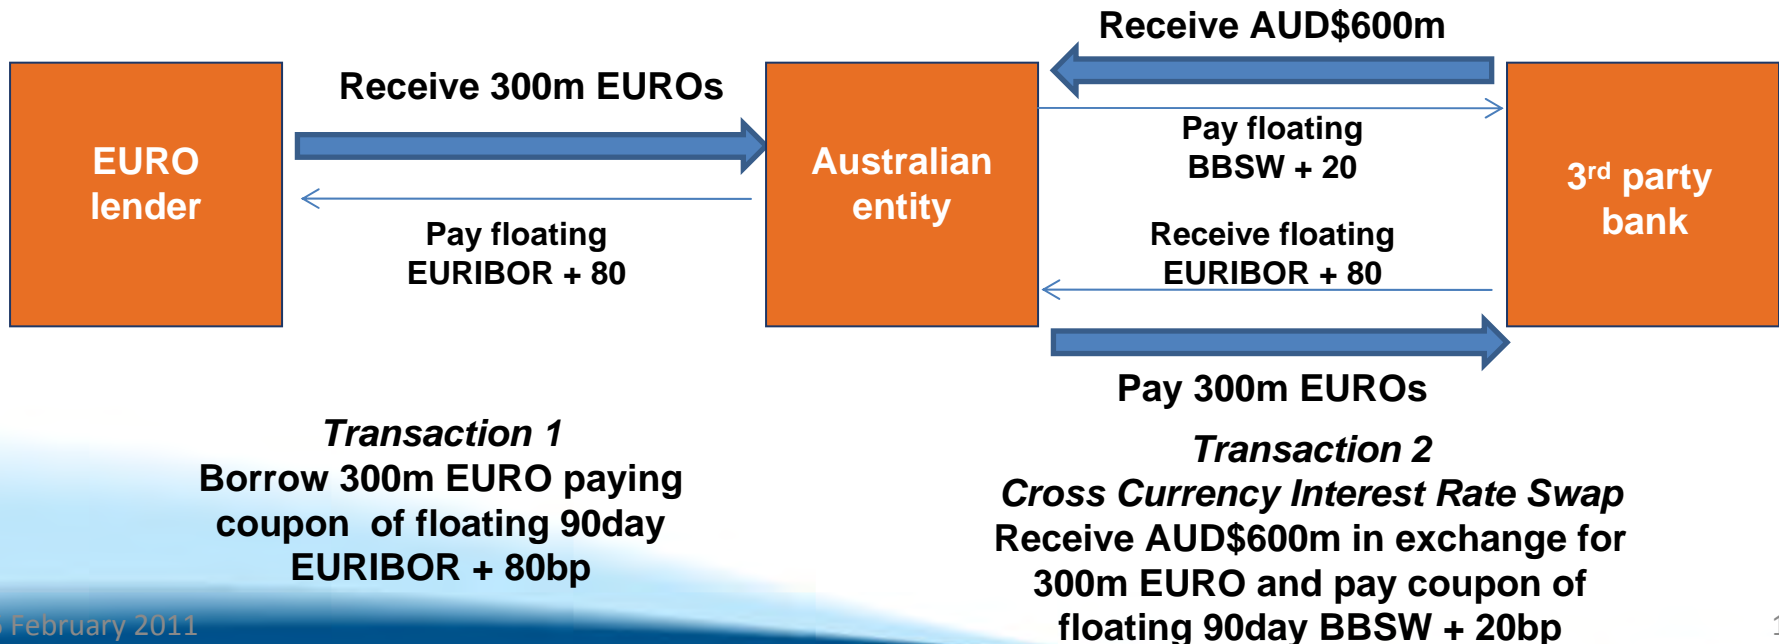 Receive AUD$600m
Receive 300m EUROs
EURO
lender
Australian
entity
3rd party
bank
Pay floating
BBSW + 20
Pay floating
EURIBOR + 80
Receive floating
EURIBOR + 80
Pay 300m EUROs
Transaction 1
Borrow 300m EURO paying
coupon of floating 90day
EURIBOR + 80bp
Transaction 2
Cross Currency Interest Rate Swap
Receive AUD$600m in exchange for
300m EURO and pay coupon of
floating 90day BBSW + 20bp
February 2011